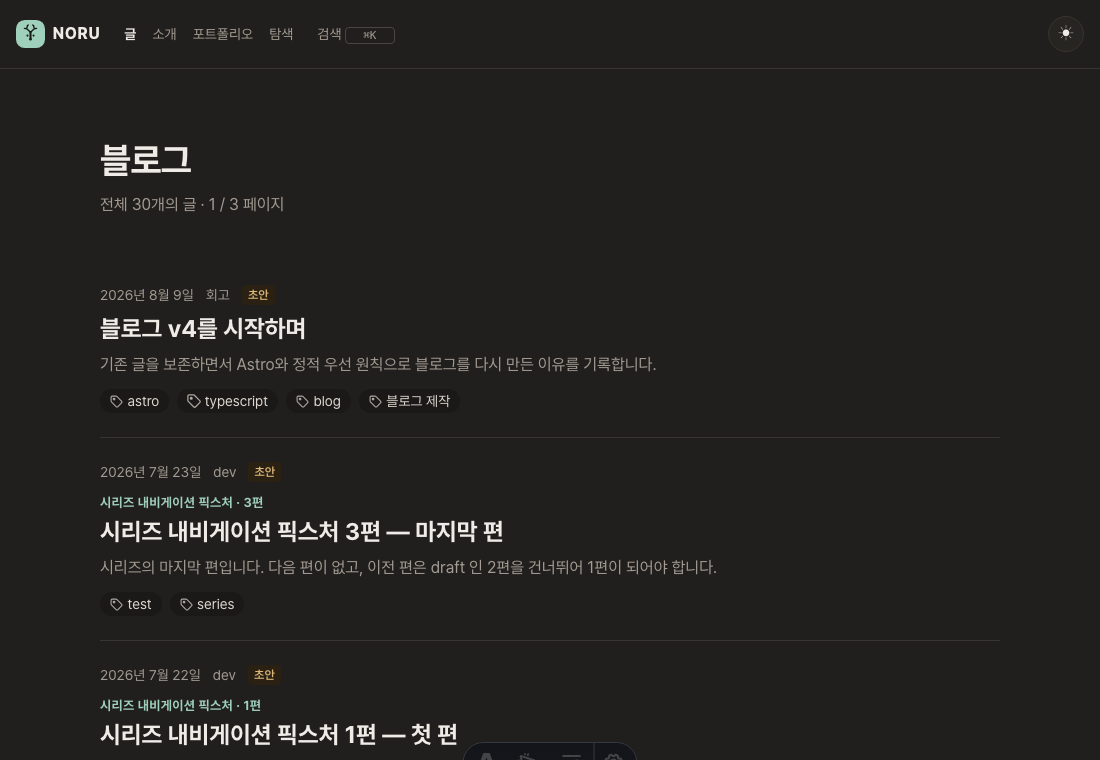 NORU 글 소개 포트폴리오 탐색 검색 ⌘K
블로그
전체 30개의 글 · 1 / 3 페이지
2026년 8월 9일 회고 초안
블로그 v4를 시작하며
기존 글을 보존하면서 Astro와 정적 우선 원칙으로 블로그를 다시 만든 이유를 기록합니다.
astro typescript blog 블로그 제작
2026년 7월 23일 dev 초안
시리즈 내비게이션 픽스처 · 3편
시리즈 내비게이션 픽스처 3편 — 마지막 편
시리즈의 마지막 편입니다. 다음 편이 없고, 이전 편은 draft 인 2편을 건너뛰어 1편이 되어야 합니다.
test series
2026년 7월 22일 dev 초안
시리즈 내비게이션 픽스처 · 1편
시리즈 내비게이션 픽스처 1편 — 첫 편